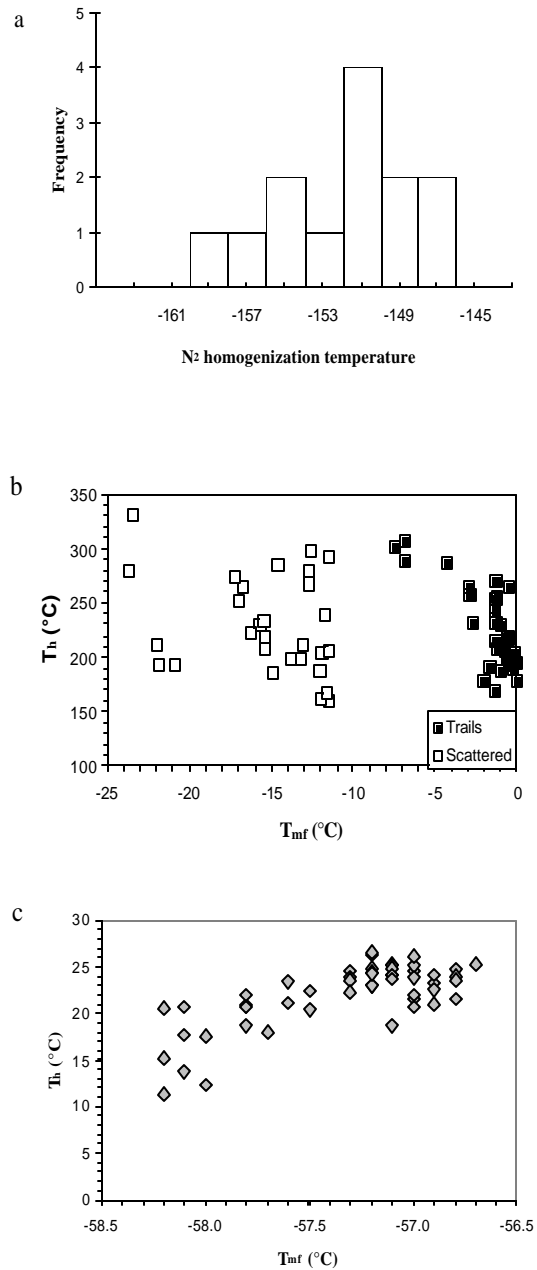 a
5
4
3
2
1
0
Frequency
-161 -157 -153 -149 -145
N2 homogenization temperature
b
350
300
250
200
150
100
Th (°C)
Trails
Scattered
-25 -20 -15 -10 -5 0
Tmf (°C)
c
30
25
20
15
10
5
0
Th (°C)
-58.5 -58.0 -57.5 -57.0 -56.5
Tmf (°C)